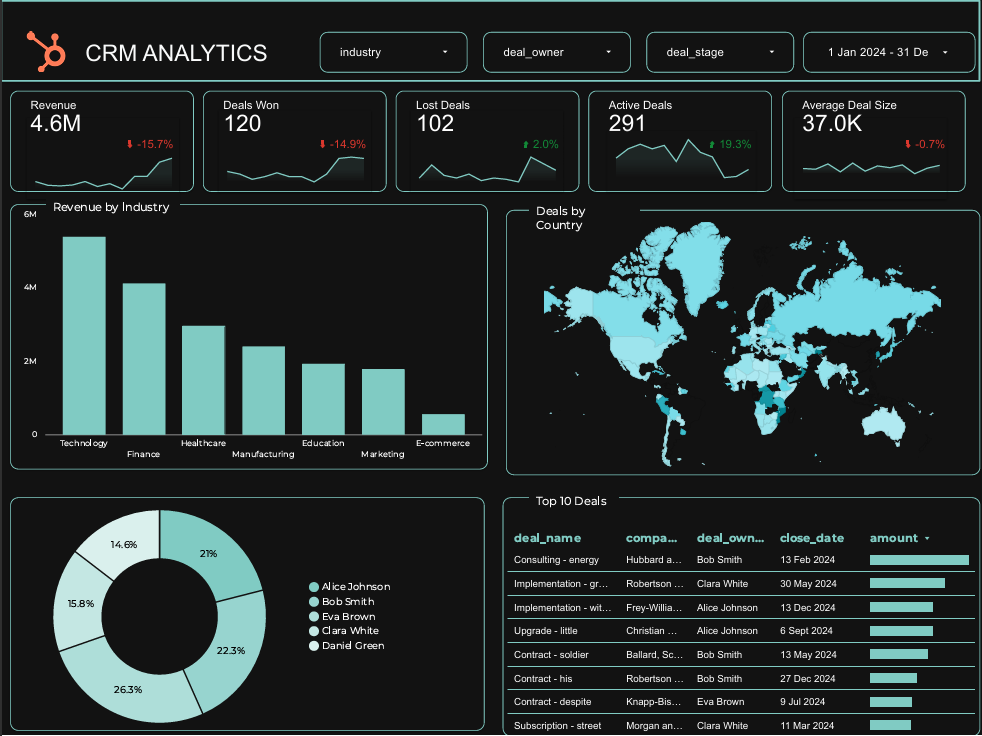 CRM ANALYTICS
industry
deal_owner
deal_stage
1 Jan 2024 - 31 De
Revenue
4.6M
-15.7%
Deals Won
120
-14.9%
Lost Deals
102
2.0%
Active Deals
291
19.3%
Average Deal Size
37.0K
-0.7%
Revenue by Industry
6M
4M
2M
0
Technology
Finance
Healthcare
Manufacturing
Education
Marketing
E-commerce
Deals by
Country
14.6%
21%
15.8%
22.3%
26.3%
Alice Johnson
Bob Smith
Eva Brown
Clara White
Daniel Green
Top 10 Deals
deal_name compa... deal_own... close_date amount
Consulting - energy Hubbard a... Bob Smith 13 Feb 2024
Implementation - gr... Robertson ... Clara White 30 May 2024
Implementation - wit... Frey-Willia... Alice Johnson 13 Dec 2024
Upgrade - little Christian ... Alice Johnson 6 Sept 2024
Contract - soldier Ballard, Sc... Bob Smith 13 May 2024
Contract - his Robertson ... Bob Smith 27 Dec 2024
Contract - despite Knapp-Bis... Eva Brown 9 Jul 2024
Subscription - street Morgan an... Clara White 11 Mar 2024